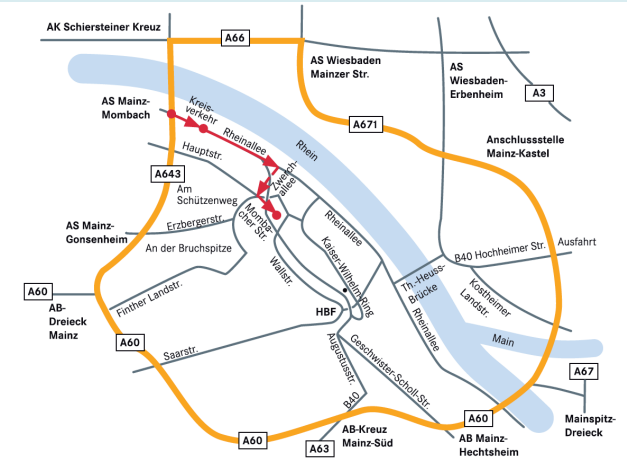 AK Schiersteiner Kreuz
A66
AS Wiesbaden
Mainzer Str.
AS
Wiesbaden-
Erbenheim
A3
AS Mainz-
Mombach
Kreis-
verkehr
Rheinallee
Rhein
A671
Anschlussstelle
Mainz-Kastel
Hauptstr.
A643
Zwerch-
allee
Am
Schützenweg
AS Mainz-
Gonsenheim
Erzbergerstr.
Momba-
cher Str.
Rheinallee
An der Bruchspitze
Kaiser-Wilhelm-Ring
Wallstr.
B40 Hochheimer Str.
Ausfahrt
Th.-Heuss-
Brücke
Kostheimer
Landstr.
A60
AB-
Dreieck
Mainz
Finther Landstr.
HBF
Rheinallee
Main
A60
Saarstr.
Augustusstr.
Geschwister-Scholl-Str.
A67
B40
Mainspitz-
Dreieck
A60
AB-Kreuz
Mainz-Süd
A60
A63
AB Mainz-
Hechtsheim